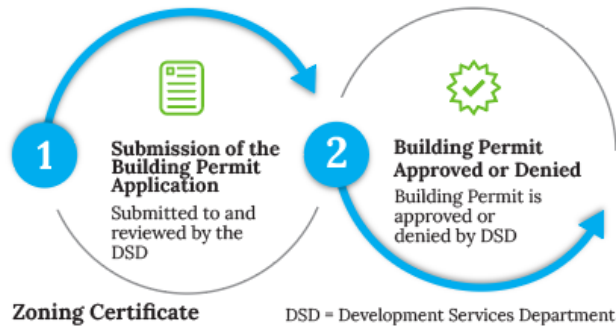 1
Submission of the
Building Permit
Application
Submitted to and
reviewed by the
DSD
2
Building Permit
Approved or Denied
Building Permit is
approved or
denied by DSD
Zoning Certificate
DSD = Development Services Department